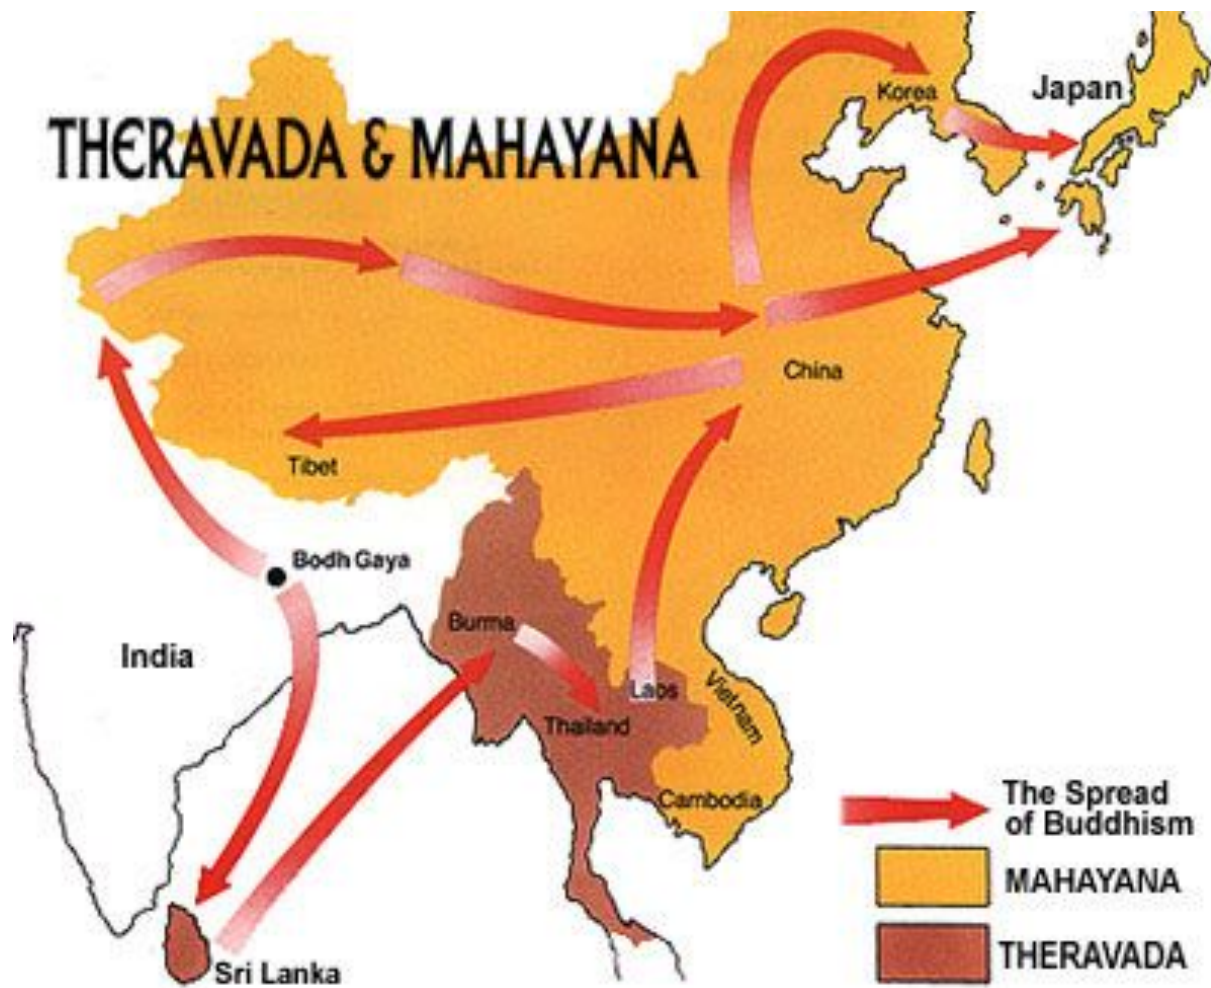 Korea
Japan
THERAVADA & MAHAYANA
China
Tibet
Bodh Gaya
Burma
India
Laos
Vietnam
Thailand
Cambodia
The Spread
of Buddhism
MAHAYANA
THERAVADA
Sri Lanka